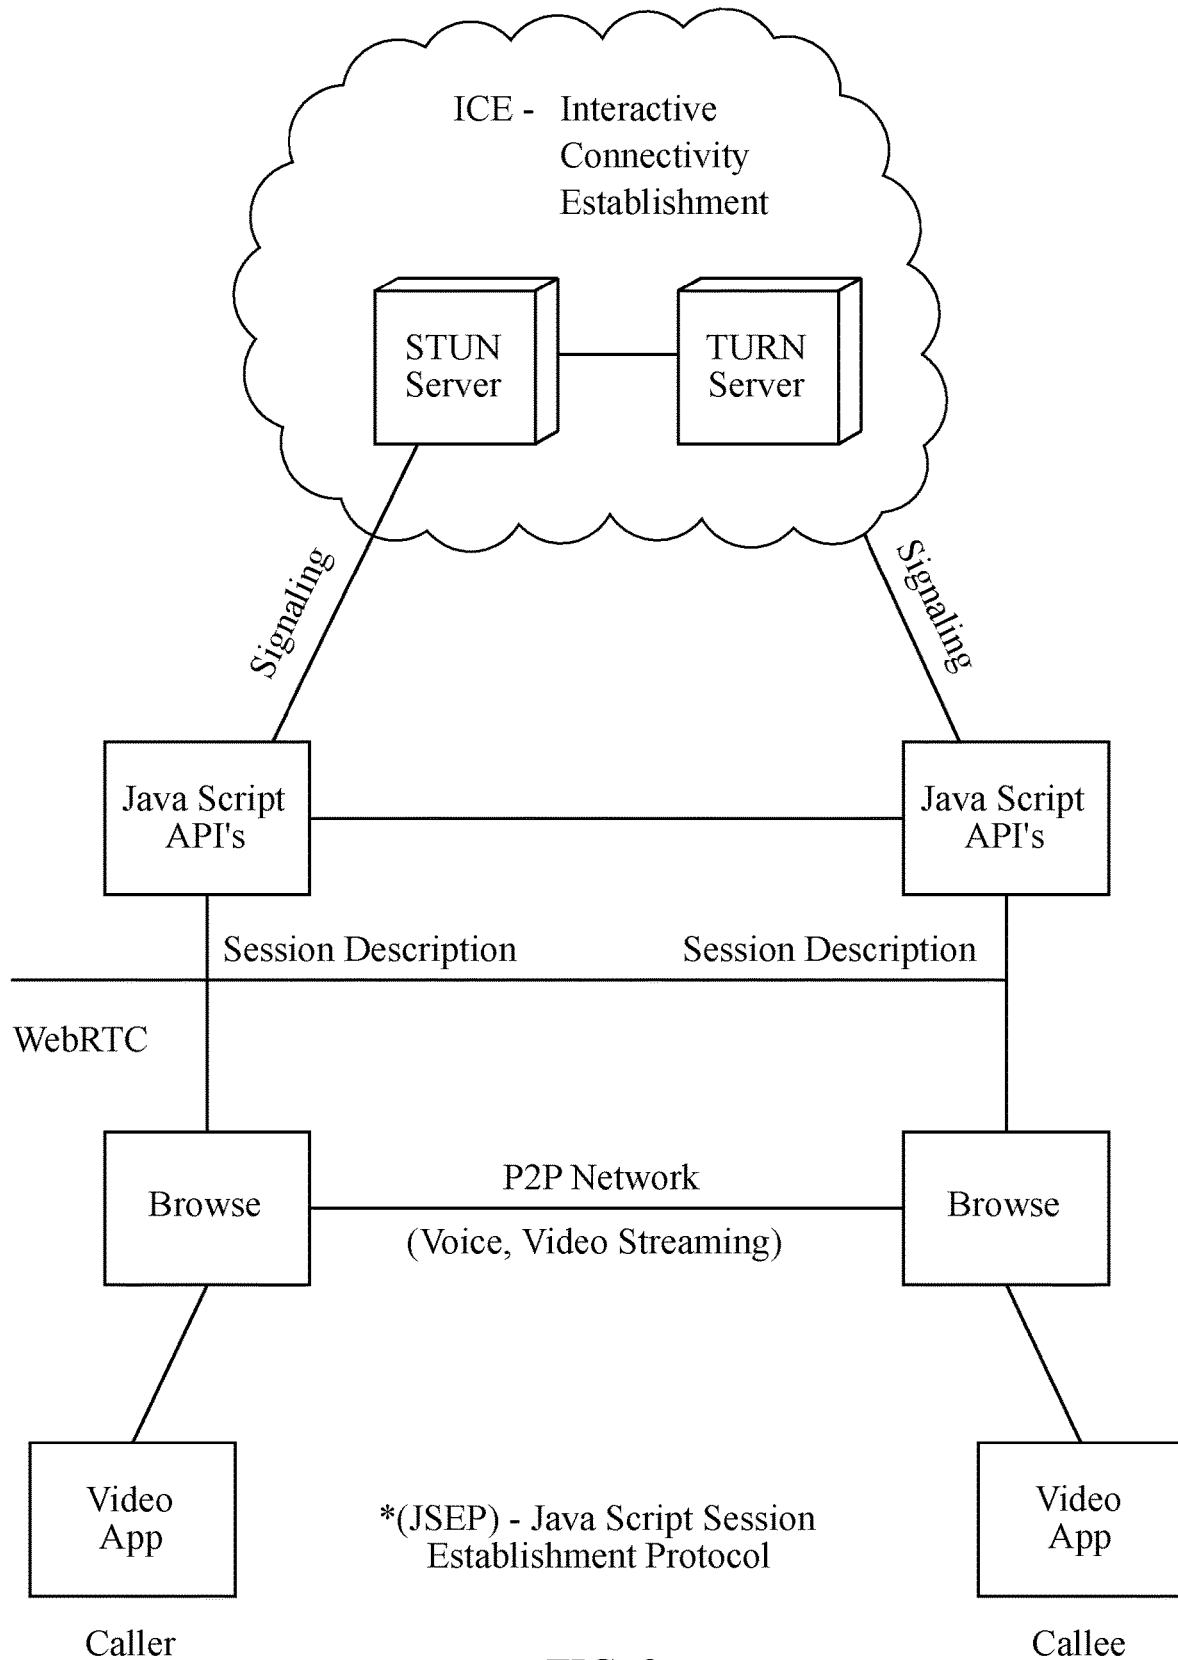 ICE - Interactive
Connectivity
Establishment
STUN
Server
TURN
Server
Signaling
Signaling
Java Script
API's
Java Script
API's
Session Description
Session Description
WebRTC
Browse
P2P Network
(Voice, Video Streaming)
Browse
Video
App
*(JSEP) - Java Script Session
Establishment Protocol
Video
App
Caller
Callee